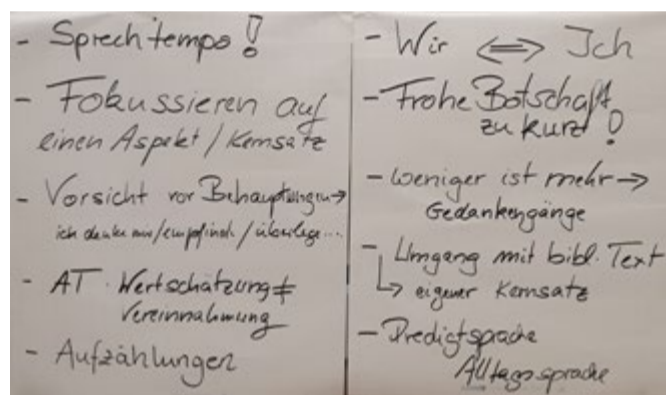 - Sprechtempo!
- Fokussieren auf
einen Aspekt / Kernsatz
- Vorsicht vor Behauptungen →
ich denke mir / empfinde / überlege...
- AT Wertschätzung ≠
Vereinnahmung
- Aufzählungen
- Wir ⟺ Ich
- Frohe Botschaft
zu kurz!
- weniger ist mehr →
Gedankengänge
- Umgang mit bibl. Text
↳ eigener Kernsatz
- Predigtsprache
Alltagssprache